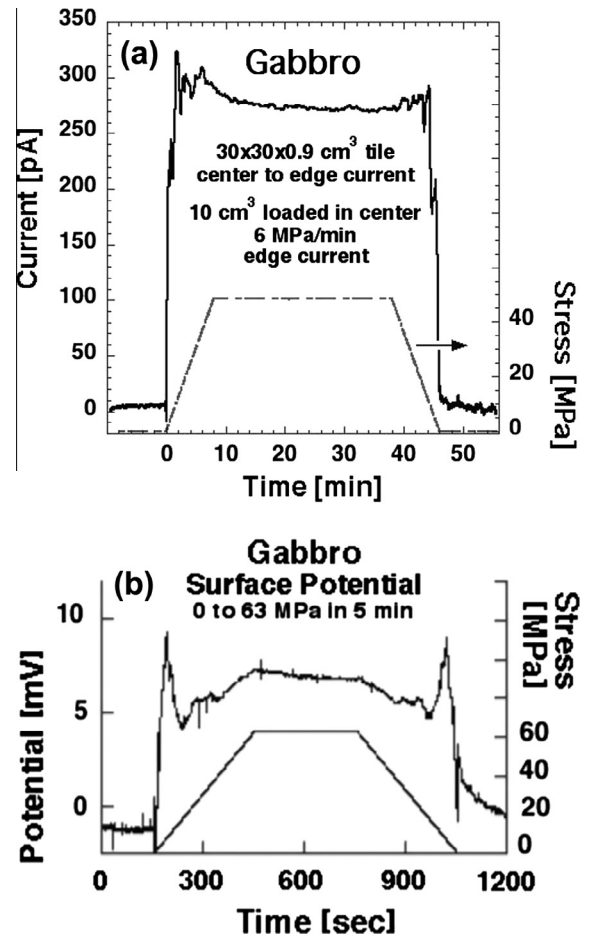 (a)
Gabbro
350
300
250
200
150
100
50
0
Current [pA]
30x30x0.9 cm³ tile
center to edge current
10 cm³ loaded in center
6 MPa/min
edge current
40
20
0
Stress [MPa]
0 10 20 30 40 50
Time [min]
Gabbro
(b)
Surface Potential
0 to 63 MPa in 5 min
10
5
0
Potential [mV]
Stress
[MPa]
60
40
20
0
0 300 600 900 1200
Time [sec]